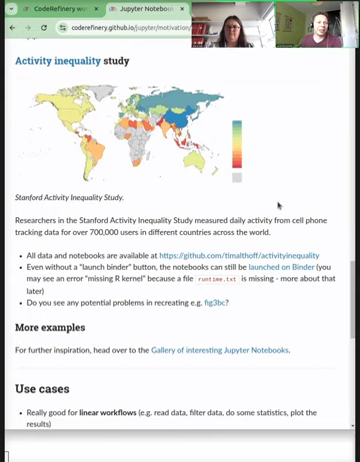 CodeRefinery wo
Jupyter Noteboo
coderefinery.github.io/jupyter/motivation
Activity inequality study
Stanford Activity Inequality Study.
Researchers in the Stanford Activity Inequality Study measured daily activity from cell phone
tracking data for over 700,000 users in different countries across the world.
• All data and notebooks are available at https://github.com/timalthoff/activityinequality
• Even without a "launch binder" button, the notebooks can still be launched on Binder (you
may see an error "missing R kernel" because a file runtime.txt is missing - more about that
later)
• Do you see any potential problems in recreating e.g. fig3bc?
More examples
For further inspiration, head over to the Gallery of interesting Jupyter Notebooks.
Use cases
• Really good for linear workflows (e.g. read data, filter data, do some statistics, plot the
results)